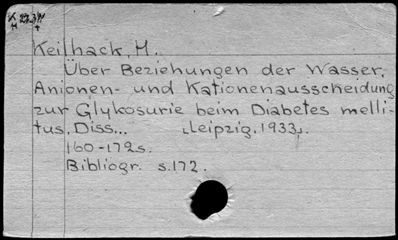 Keilhack, H.
Über Beziehungen der Wasser,
Anionen- und Kationenausscheidung
zur Glykosurie beim Diabetes melli-
tus. Diss... Leipzig, 1933.
160-172s.
Bibliogr. s.172.